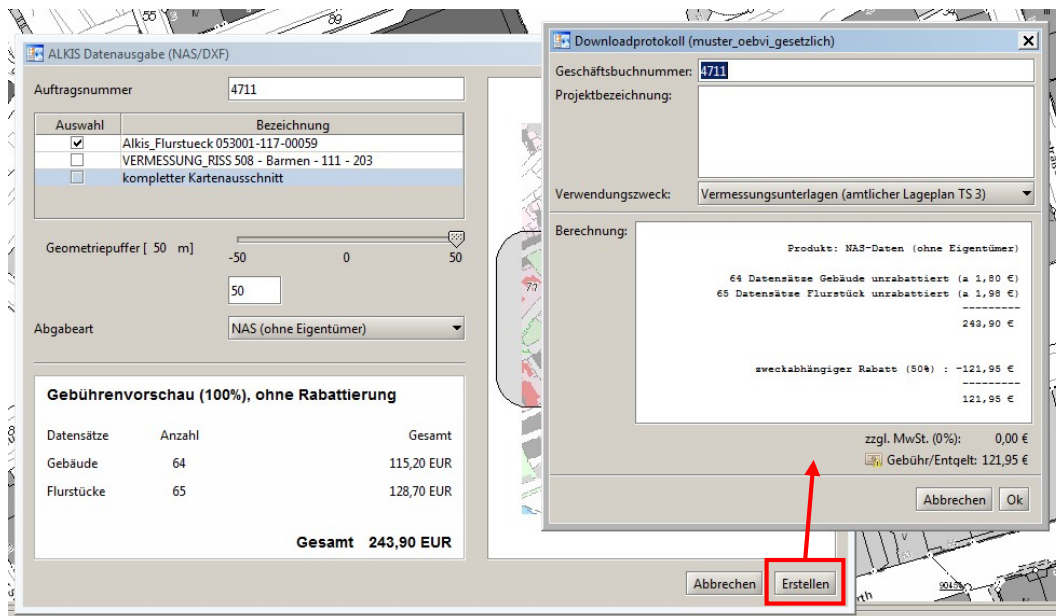 55
89
ALKIS Datenausgabe (NAS/DXF)
Auftragsnummer 4711
Auswahl Bezeichnung
Alkis_Flurstueck 053001-117-00059
VERMESSUNG_RISS 508 - Barmen - 111 - 203
kompletter Kartenausschnitt
Geometriepuffer [ 50 m]
-50 0 50
50
Abgabeart NAS (ohne Eigentümer)
Gebührenvorschau (100%), ohne Rabattierung
Datensätze Anzahl Gesamt
Gebäude 64 115,20 EUR
Flurstücke 65 128,70 EUR
Gesamt 243,90 EUR
Abbrechen Erstellen
77
Downloadprotokoll (muster_oebvi_gesetzlich)
Geschäftsbuchnummer: 4711
Projektbezeichnung:
Verwendungszweck: Vermessungsunterlagen (amtlicher Lageplan TS 3)
Berechnung:
Produkt: NAS-Daten (ohne Eigentümer)
64 Datensätze Gebäude unrabattiert (a 1,80 €)
65 Datensätze Flurstück unrabattiert (a 1,98 €)
---------
243,90 €
zweckabhängiger Rabatt (50%) : -121,95 €
---------
121,95 €
zzgl. MwSt. (0%): 0,00 €
Gebühr/Entgelt: 121,95 €
Abbrechen Ok